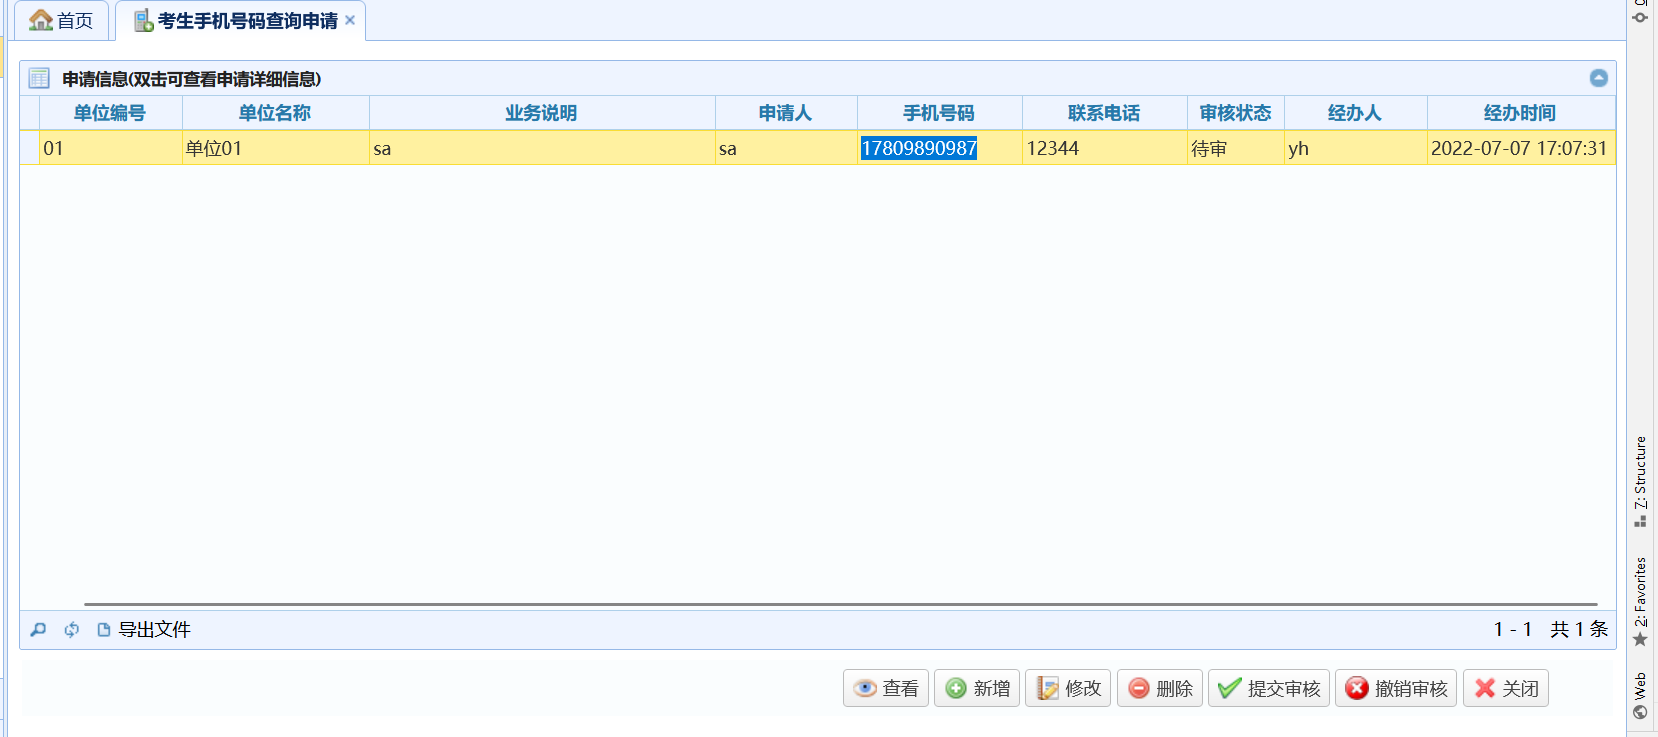 首页
考生手机号码查询申请
申请信息(双击可查看申请详细信息)
单位编号 单位名称 业务说明 申请人 手机号码 联系电话 审核状态 经办人 经办时间
01 单位01 sa sa 17809890987 12344 待审 yh 2022-07-07 17:07:31
导出文件
1 - 1 共 1 条
查看 新增 修改 删除 提交审核 撤销审核 关闭
7: Structure
2: Favorites
Web